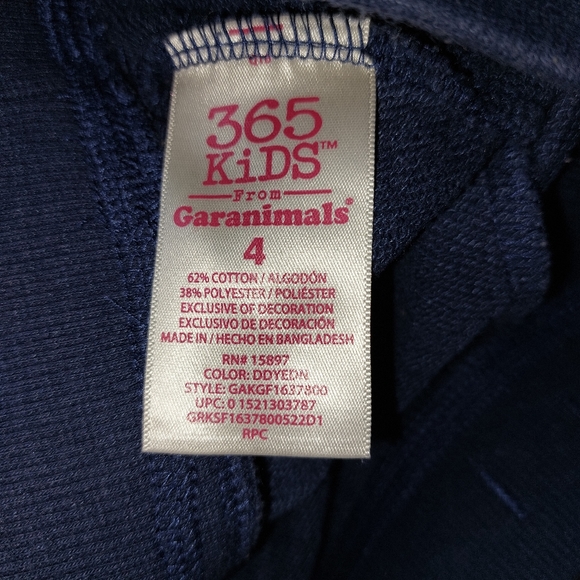 365
KiDS™
From
Garanimals®
4
62% COTTON / ALGODÓN
38% POLYESTER / POLIÉSTER
EXCLUSIVE OF DECORATION
EXCLUSIVO DE DECORACIÓN
MADE IN / HECHO EN BANGLADESH
RN# 15897
COLOR: DDYEDN
STYLE: GAKGF1637800
UPC: 0 1521303787
GRKSF1637800522D1
RPC